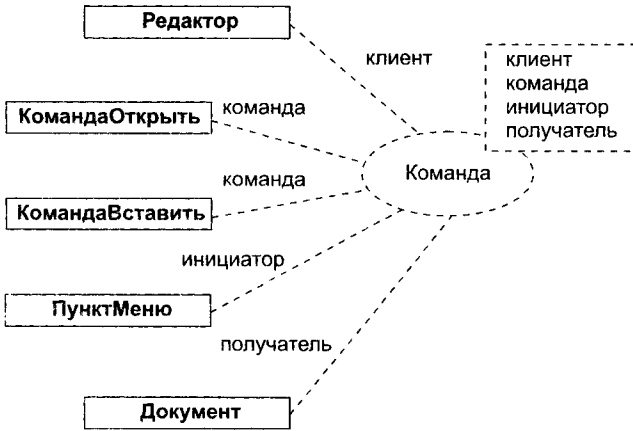 Редактор
клиент
клиент
команда
инициатор
получатель
КомандаОткрыть
команда
Команда
команда
КомандаВставить
инициатор
ПунктМеню
получатель
Документ